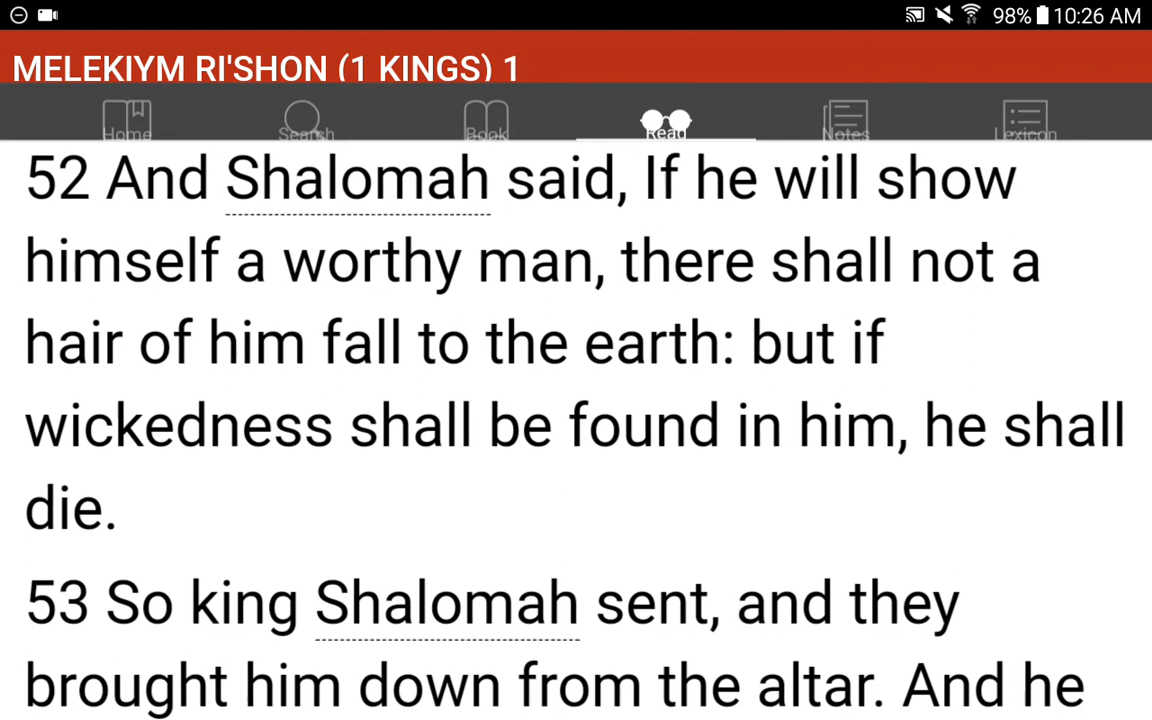 98% 10:26 AM
MELEKIYM RI'SHON (1 KINGS) 1
Home Search Book Read Notes Lexicon
52 And Shalomah said, If he will show
himself a worthy man, there shall not a
hair of him fall to the earth: but if
wickedness shall be found in him, he shall
die.
53 So king Shalomah sent, and they
brought him down from the altar. And he